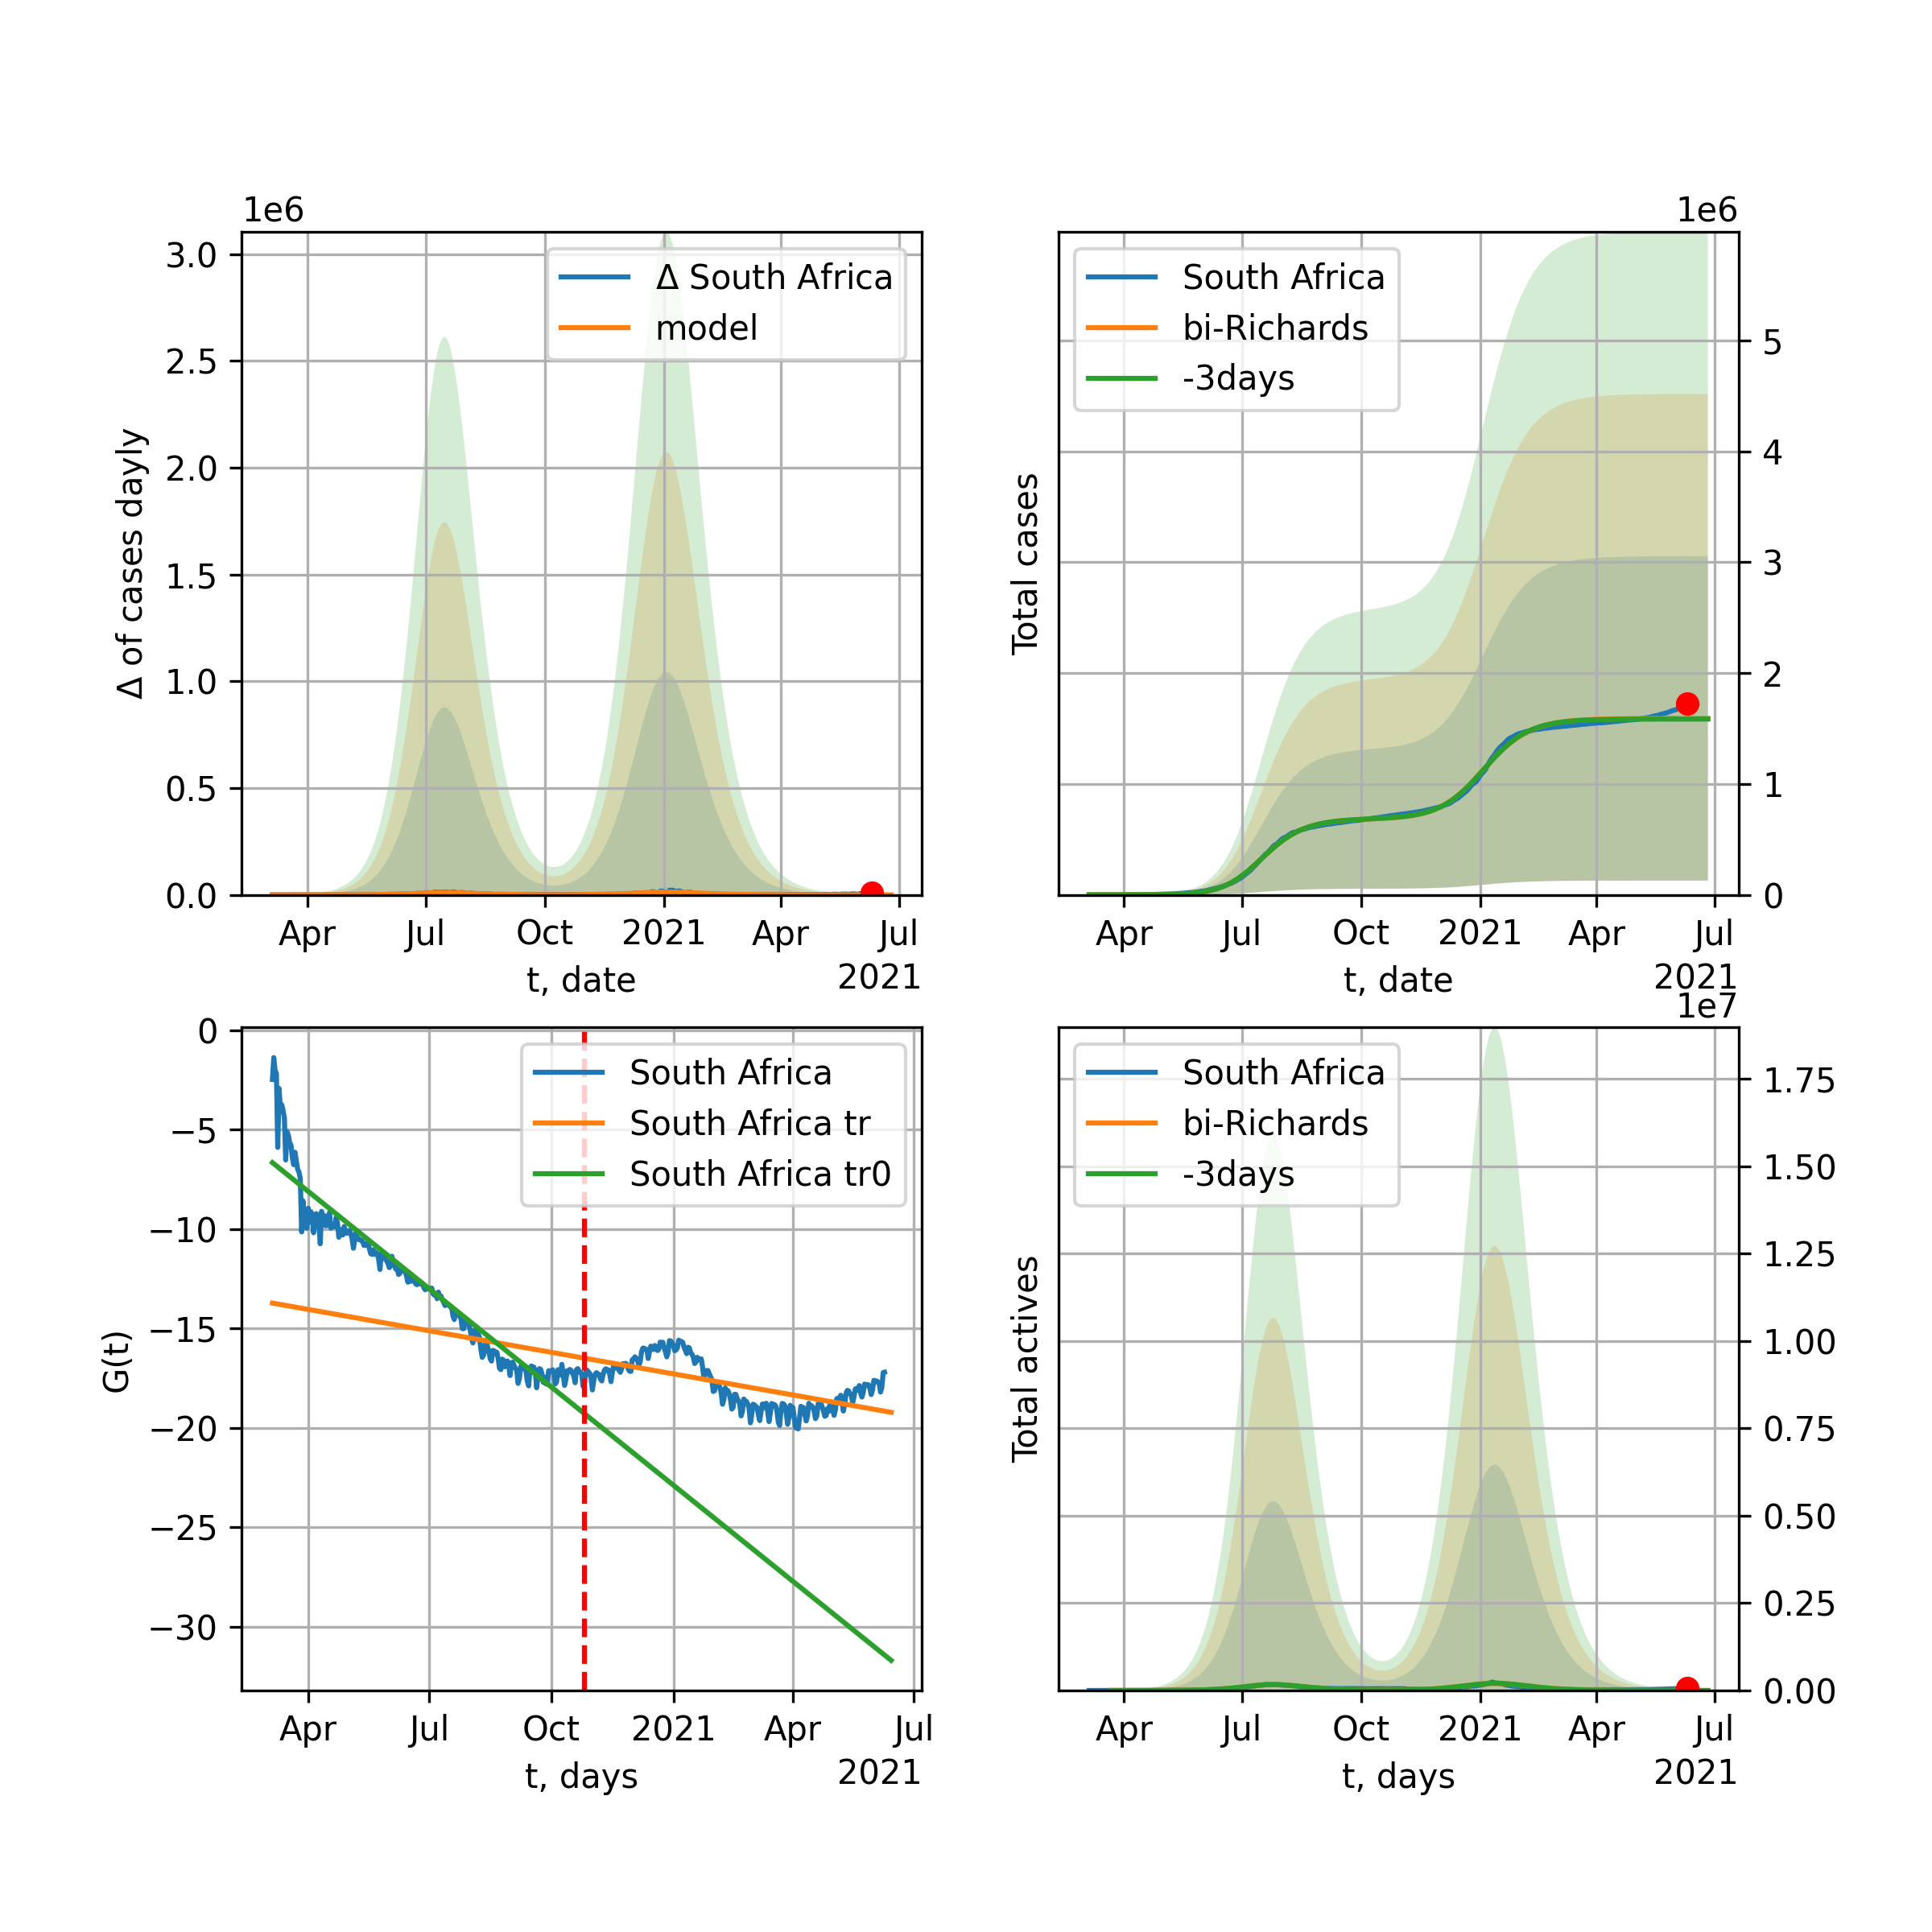 1e6
3.0
2.5
2.0
1.5
1.0
0.5
0.0
Δ of cases dayly
Δ South Africa
model
Apr Jul Oct 2021 Apr Jul
t, date
2021
1e6
South Africa
bi-Richards
-3days
Total cases
5
4
3
2
1
0
Apr Jul Oct 2021 Apr Jul
t, date
2021
0
−5
−10
−15
−20
−25
−30
G(t)
South Africa
South Africa tr
South Africa tr0
Apr Jul Oct 2021 Apr Jul
t, days
2021
1e7
South Africa
bi-Richards
-3days
Total actives
1.75
1.50
1.25
1.00
0.75
0.50
0.25
0.00
Apr Jul Oct 2021 Apr Jul
t, days
2021